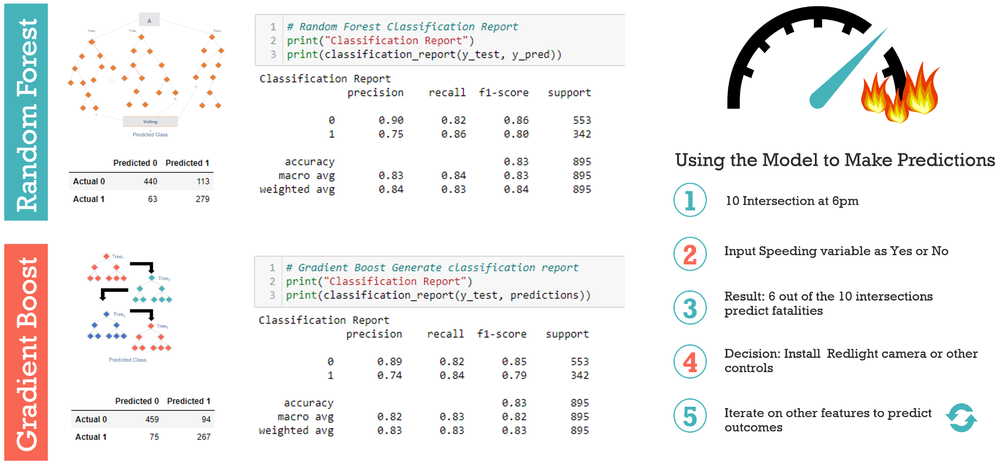 Random Forest
A
Tree₁
Tree₂
Tree₃
Voting
Predicted Class
Predicted 0 Predicted 1
Actual 0 440 113
Actual 1 63 279
1 # Random Forest Classification Report
2 print("Classification Report")
3 print(classification_report(y_test, y_pred))
Classification Report
precision recall f1-score support
0 0.90 0.82 0.86 553
1 0.75 0.86 0.80 342
accuracy 0.83 895
macro avg 0.83 0.84 0.83 895
weighted avg 0.84 0.83 0.84 895
Gradient Boost
Tree₁
Tree₂
Tree₃
Tree₄
Predicted Class
Predicted 0 Predicted 1
Actual 0 459 94
Actual 1 75 267
1 # Gradient Boost Generate classification report
2 print("Classification Report")
3 print(classification_report(y_test, predictions))
Classification Report
precision recall f1-score support
0 0.89 0.82 0.85 553
1 0.74 0.84 0.79 342
accuracy 0.83 895
macro avg 0.82 0.83 0.82 895
weighted avg 0.83 0.83 0.83 895
Using the Model to Make Predictions
1 10 Intersection at 6pm
2 Input Speeding variable as Yes or No
3 Result: 6 out of the 10 intersections
predict fatalities
4 Decision: Install Redlight camera or other
controls
5 Iterate on other features to predict
outcomes